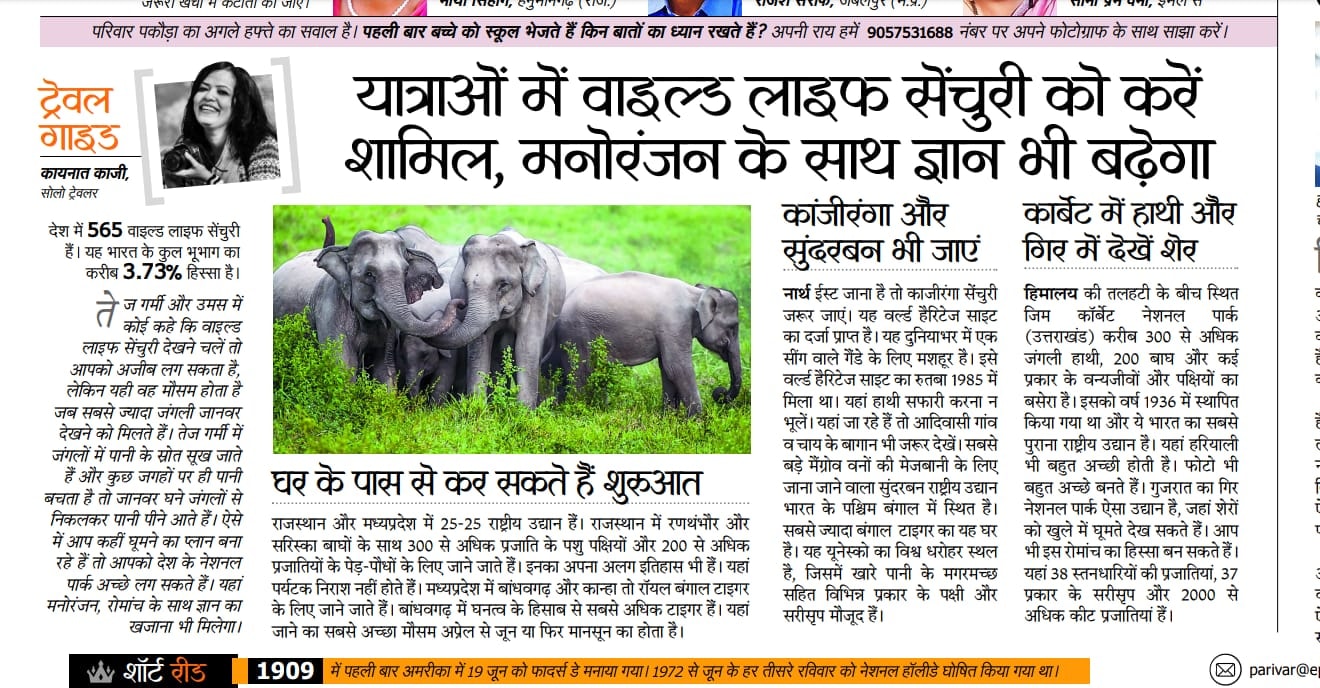 परिवार पकौड़ा का अगले हफ्ते का सवाल है। पहली बार बच्चे को स्कूल भेजते हैं किन बातों का ध्यान रखते हैं? अपनी राय हमें 9057531688 नंबर पर अपने फोटोग्राफ के साथ साझा करें।
ट्रेवल
गाइड
कायनात काजी,
सोलो ट्रेवलर
यात्राओं में वाइल्ड लाइफ सेंचुरी को करें
शामिल, मनोरंजन के साथ ज्ञान भी बढ़ेगा
देश में 565 वाइल्ड लाइफ सेंचुरी
हैं। यह भारत के कुल भूभाग का
करीब 3.73% हिस्सा है।
तेज गर्मी और उमस में
कोई कहे कि वाइल्ड
लाइफ सेंचुरी देखने चलें तो
आपको अजीब लग सकता है,
लेकिन यही वह मौसम होता है
जब सबसे ज्यादा जंगली जानवर
देखने को मिलते हैं। तेज गर्मी में
जंगलों में पानी के स्रोत सूख जाते
हैं और कुछ जगहों पर ही पानी
बचता है तो जानवर घने जंगलों से
निकलकर पानी पीने आते हैं। ऐसे
में आप कहीं घूमने का प्लान बना
रहे हैं तो आपको देश के नेशनल
पार्क अच्छे लग सकते हैं। यहां
मनोरंजन, रोमांच के साथ ज्ञान का
खजाना भी मिलेगा।
घर के पास से कर सकते हैं शुरुआत
राजस्थान और मध्यप्रदेश में 25-25 राष्ट्रीय उद्यान हैं। राजस्थान में रणथंभौर और
सरिस्का बाघों के साथ 300 से अधिक प्रजाति के पशु पक्षियों और 200 से अधिक
प्रजातियों के पेड़-पौधों के लिए जाने जाते हैं। इनका अपना अलग इतिहास भी हैं। यहां
पर्यटक निराश नहीं होते हैं। मध्यप्रदेश में बांधवगढ़ और कान्हा तो रॉयल बंगाल टाइगर
के लिए जाने जाते हैं। बांधवगढ़ में घनत्व के हिसाब से सबसे अधिक टाइगर हैं। यहां
जाने का सबसे अच्छा मौसम अप्रेल से जून या फिर मानसून का होता है।
कांजीरंगा और
सुंदरबन भी जाएं
नार्थ ईस्ट जाना है तो काजीरंगा सेंचुरी
जरूर जाएं। यह वर्ल्ड हैरिटेज साइट
का दर्जा प्राप्त है। यह दुनियाभर में एक
सींग वाले गैंडे के लिए मशहूर है। इसे
वर्ल्ड हैरिटेज साइट का रुतबा 1985 में
मिला था। यहां हाथी सफारी करना न
भूलें। यहां जा रहे हैं तो आदिवासी गांव
व चाय के बागान भी जरूर देखें। सबसे
बड़े मैंग्रोव वनों की मेजबानी के लिए
जाना जाने वाला सुंदरबन राष्ट्रीय उद्यान
भारत के पश्चिम बंगाल में स्थित है।
सबसे ज्यादा बंगाल टाइगर का यह घर
है। यह यूनेस्को का विश्व धरोहर स्थल
है, जिसमें खारे पानी के मगरमच्छ
सहित विभिन्न प्रकार के पक्षी और
सरीसृप मौजूद हैं।
कार्बेट में हाथी और
गिर में देखें शेर
हिमालय की तलहटी के बीच स्थित
जिम कॉर्बेट नेशनल पार्क
(उत्तराखंड) करीब 300 से अधिक
जंगली हाथी, 200 बाघ और कई
प्रकार के वन्यजीवों और पक्षियों का
बसेरा है। इसको वर्ष 1936 में स्थापित
किया गया था और ये भारत का सबसे
पुराना राष्ट्रीय उद्यान है। यहां हरियाली
भी बहुत अच्छी होती है। फोटो भी
बहुत अच्छे बनते हैं। गुजरात का गिर
नेशनल पार्क ऐसा उद्यान है, जहां शेरों
को खुले में घूमते देख सकते हैं। आप
भी इस रोमांच का हिस्सा बन सकते हैं।
यहां 38 स्तनधारियों की प्रजातियां, 37
प्रकार के सरीसृप और 2000 से
अधिक कीट प्रजातियां हैं।
शॉर्ट रीड 1909 में पहली बार अमरीका में 19 जून को फादर्स डे मनाया गया। 1972 से जून के हर तीसरे रविवार को नेशनल हॉलीडे घोषित किया गया था।
parivar@ep